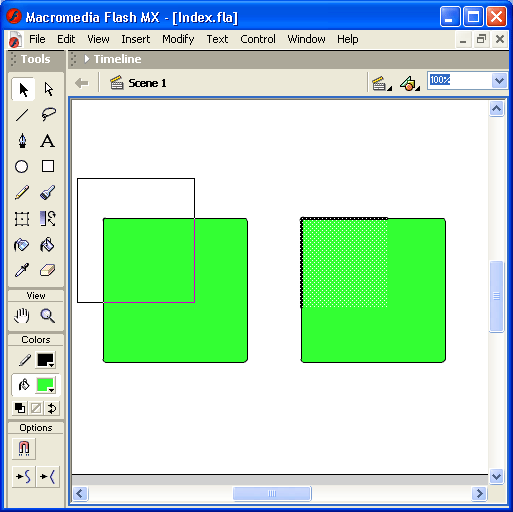 Macromedia Flash MX - [Index.fla]
File Edit View Insert Modify Text Control Window Help
Tools
Timeline
Scene 1
100%
A
View
Colors
Options